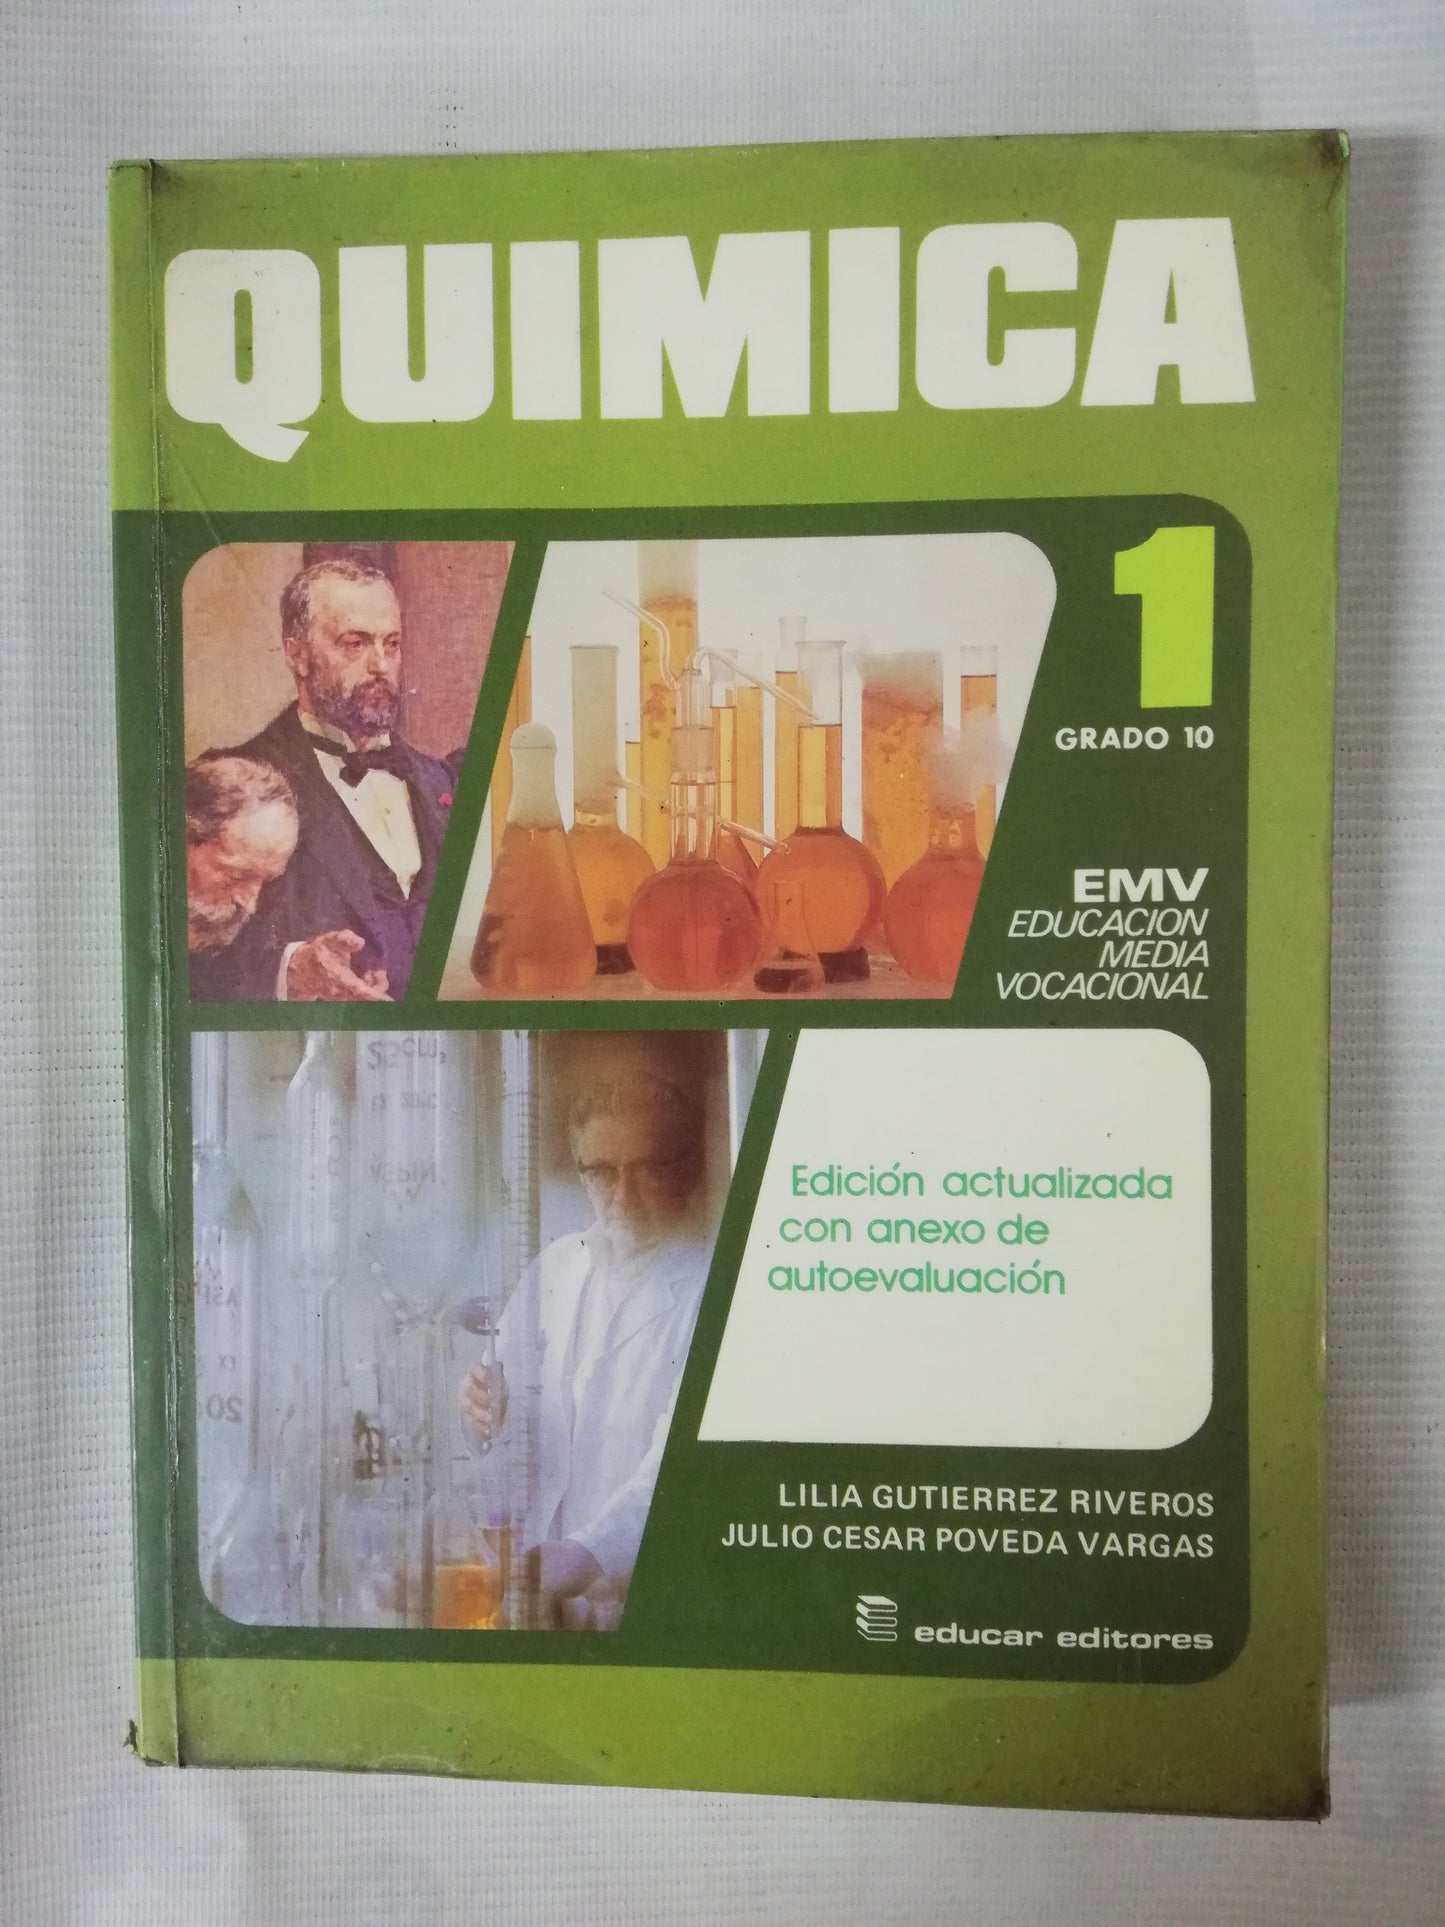 QUIMICA
1
GRADO 10
EMV
EDUCACION
MEDIA
VOCACIONAL
Edición actualizada
con anexo de
autoevaluación
LILIA GUTIERREZ RIVEROS
JULIO CESAR POVEDA VARGAS
educar editores